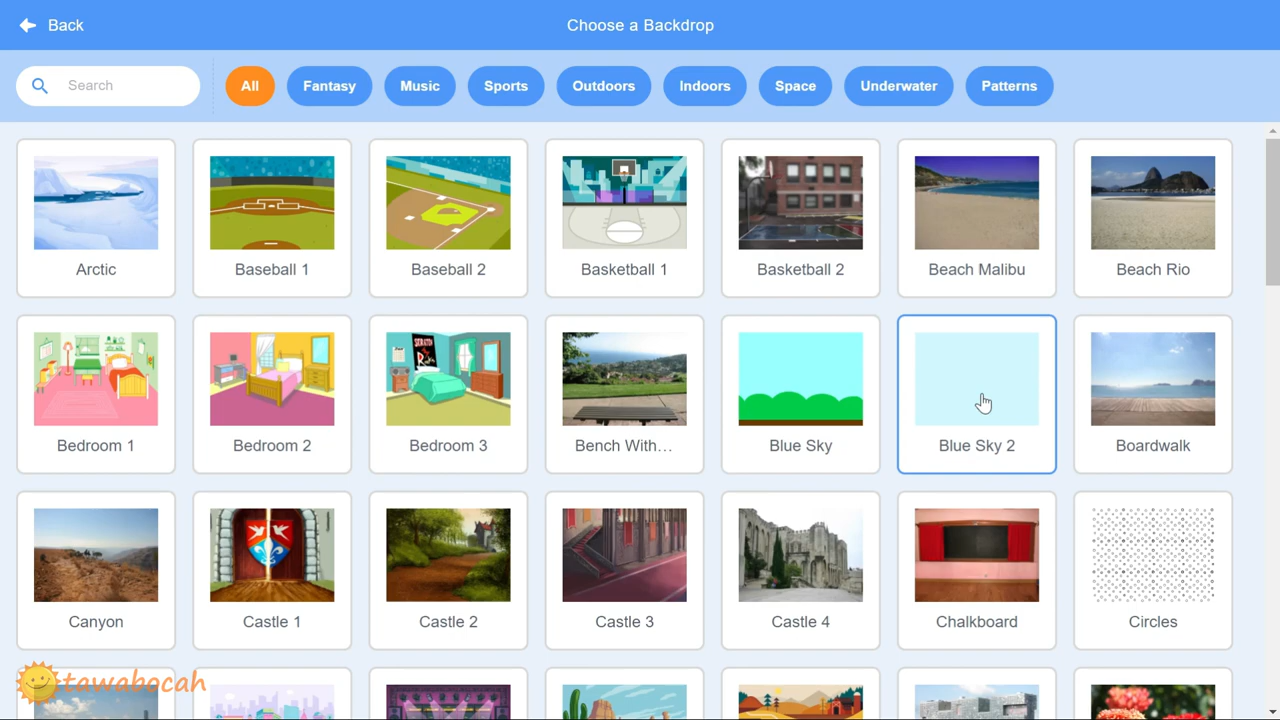 Back
Choose a Backdrop
Search
All
Fantasy
Music
Sports
Outdoors
Indoors
Space
Underwater
Patterns
Arctic
Baseball 1
Baseball 2
Basketball 1
Basketball 2
Beach Malibu
Beach Rio
SCRATCH
Bedroom 1
Bedroom 2
Bedroom 3
Bench With...
Blue Sky
Blue Sky 2
Boardwalk
Canyon
Castle 1
Castle 2
Castle 3
Castle 4
Chalkboard
Circles
tawabocah